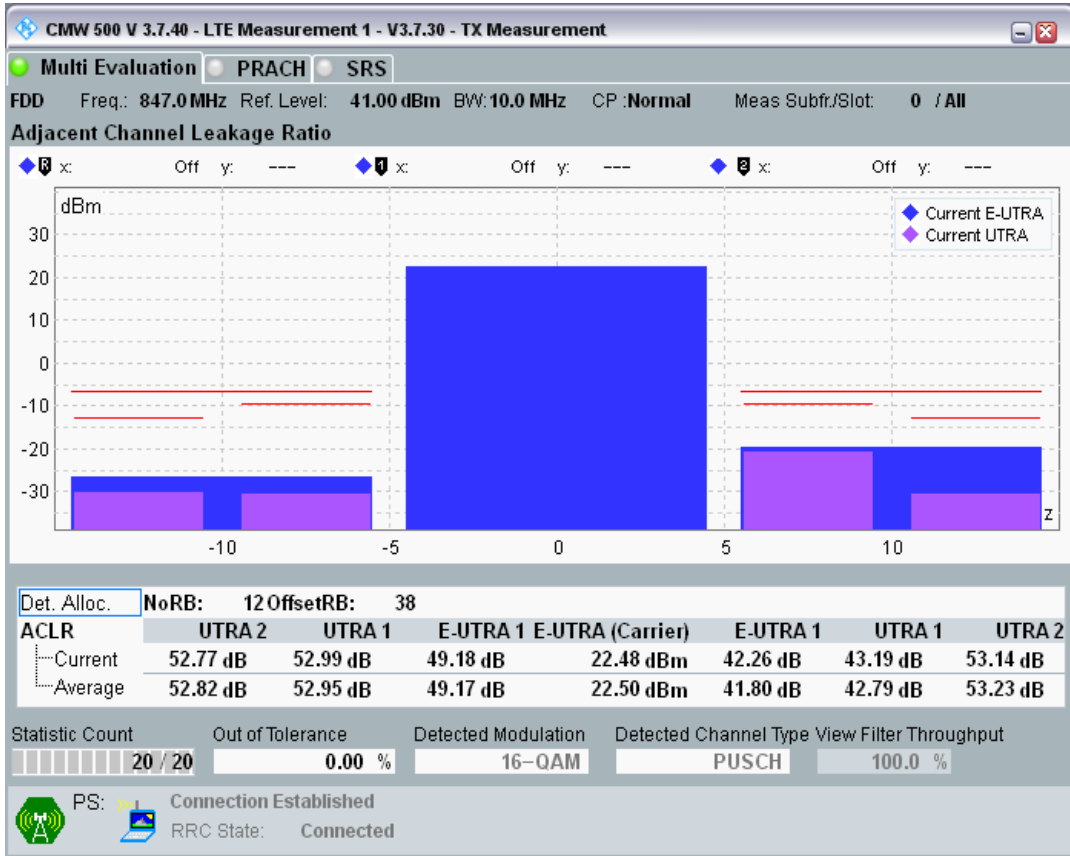 CMW 500 V 3.7.40 - LTE Measurement 1 - V3.7.30 - TX Measurement
Multi Evaluation PRACH SRS
FDD Freq.: 847.0 MHz Ref. Level: 41.00 dBm BW: 10.0 MHz CP :Normal Meas Subfr./Slot: 0 / All
Adjacent Channel Leakage Ratio
R x: Off y: --- 1 x: Off y: --- 2 x: Off y: ---
dBm
Current E-UTRA
Current UTRA
30
20
10
0
-10
-20
-30
z
-10 -5 0 5 10
Det. Alloc. NoRB: 12 OffsetRB: 38
ACLR UTRA 2 UTRA 1 E-UTRA 1 E-UTRA (Carrier) E-UTRA 1 UTRA 1 UTRA 2
Current 52.77 dB 52.99 dB 49.18 dB 22.48 dBm 42.26 dB 43.19 dB 53.14 dB
Average 52.82 dB 52.95 dB 49.17 dB 22.50 dBm 41.80 dB 42.79 dB 53.23 dB
Statistic Count Out of Tolerance Detected Modulation Detected Channel Type View Filter Throughput
20 / 20 0.00 % 16-QAM PUSCH 100.0 %
PS: Connection Established
RRC State: Connected